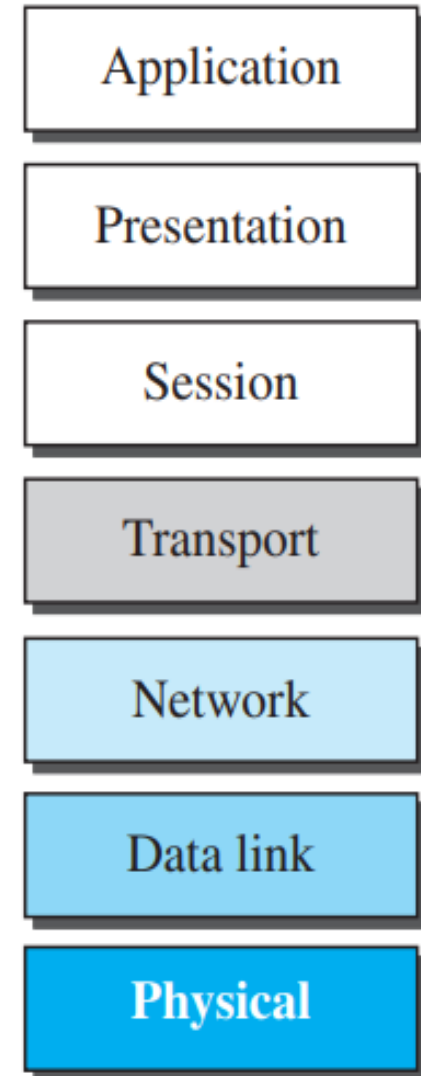 Application
Presentation
Session
Transport
Network
Data link
Physical